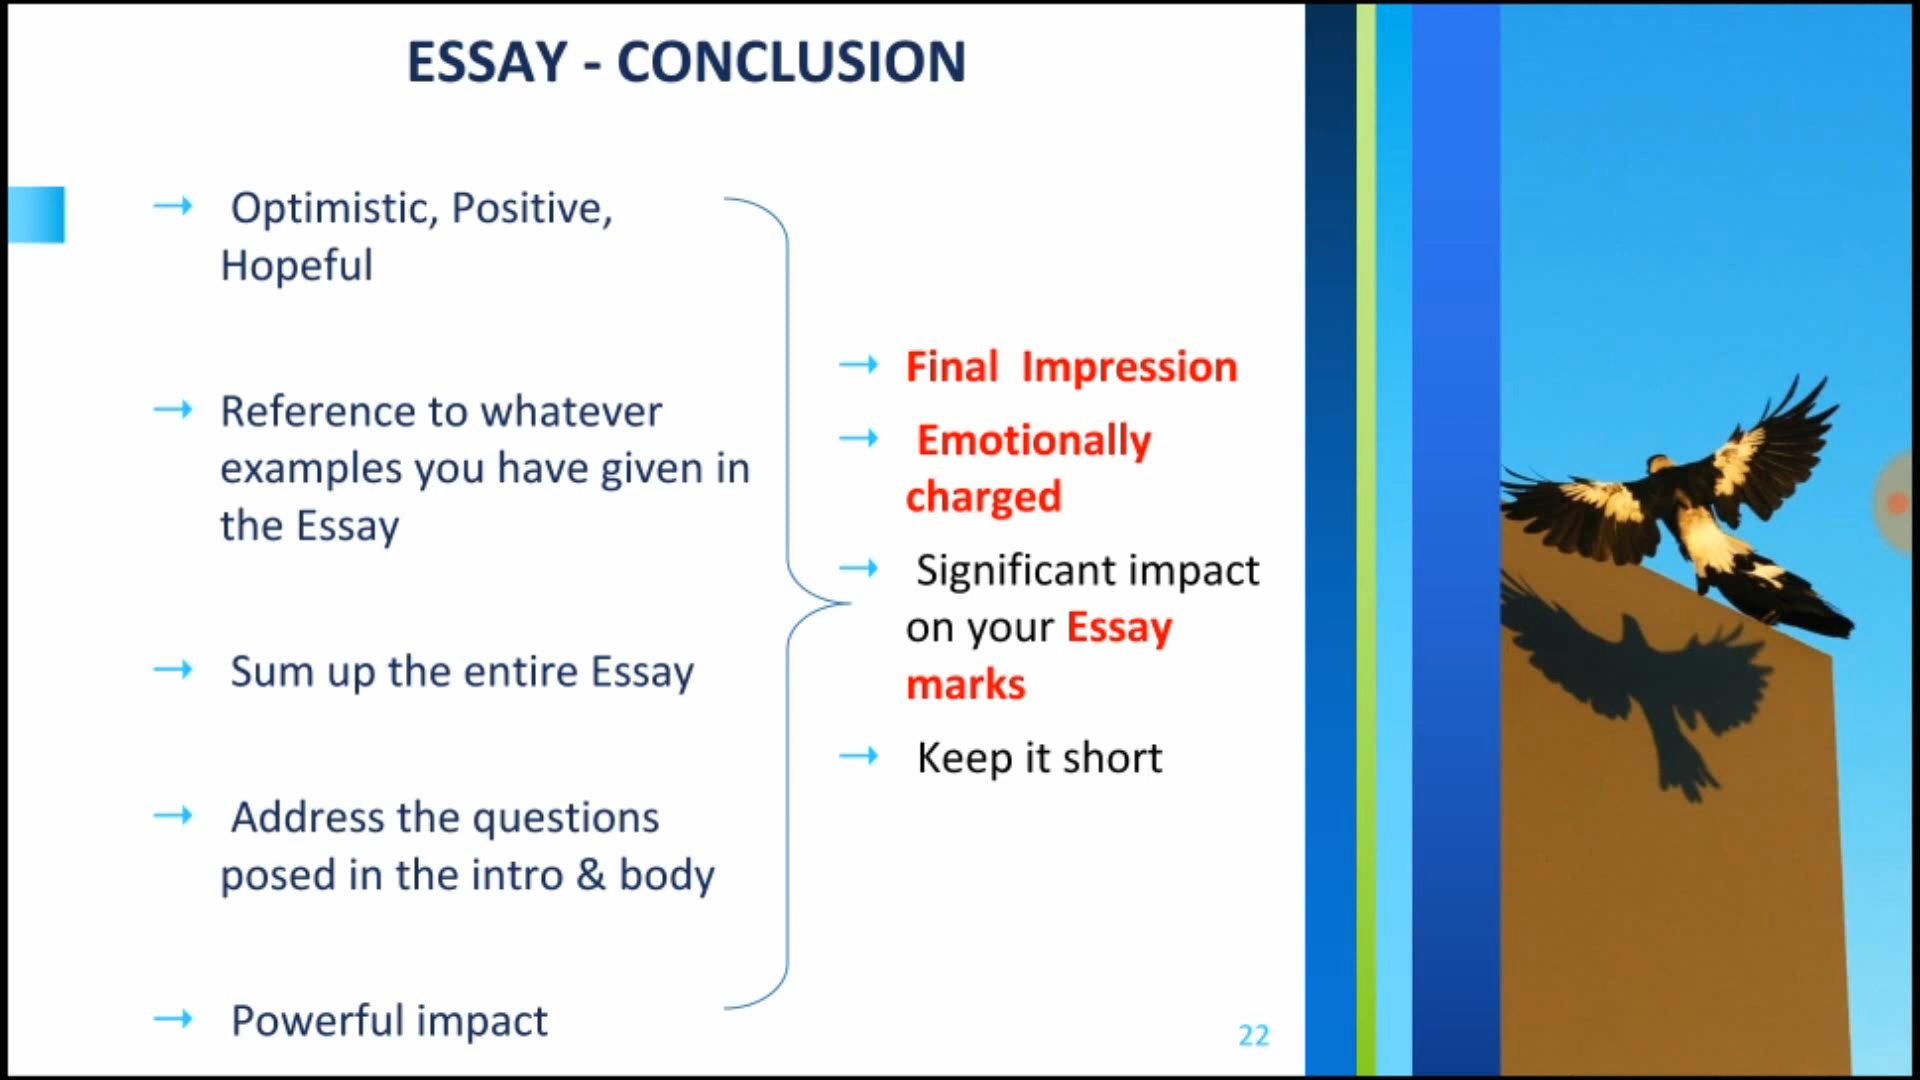 ESSAY - CONCLUSION
→ Optimistic, Positive,
Hopeful
→ Reference to whatever
examples you have given in
the Essay
→ Sum up the entire Essay
→ Address the questions
posed in the intro & body
→ Powerful impact
→ Final Impression
→ Emotionally
charged
→ Significant impact
on your Essay
marks
→ Keep it short
22